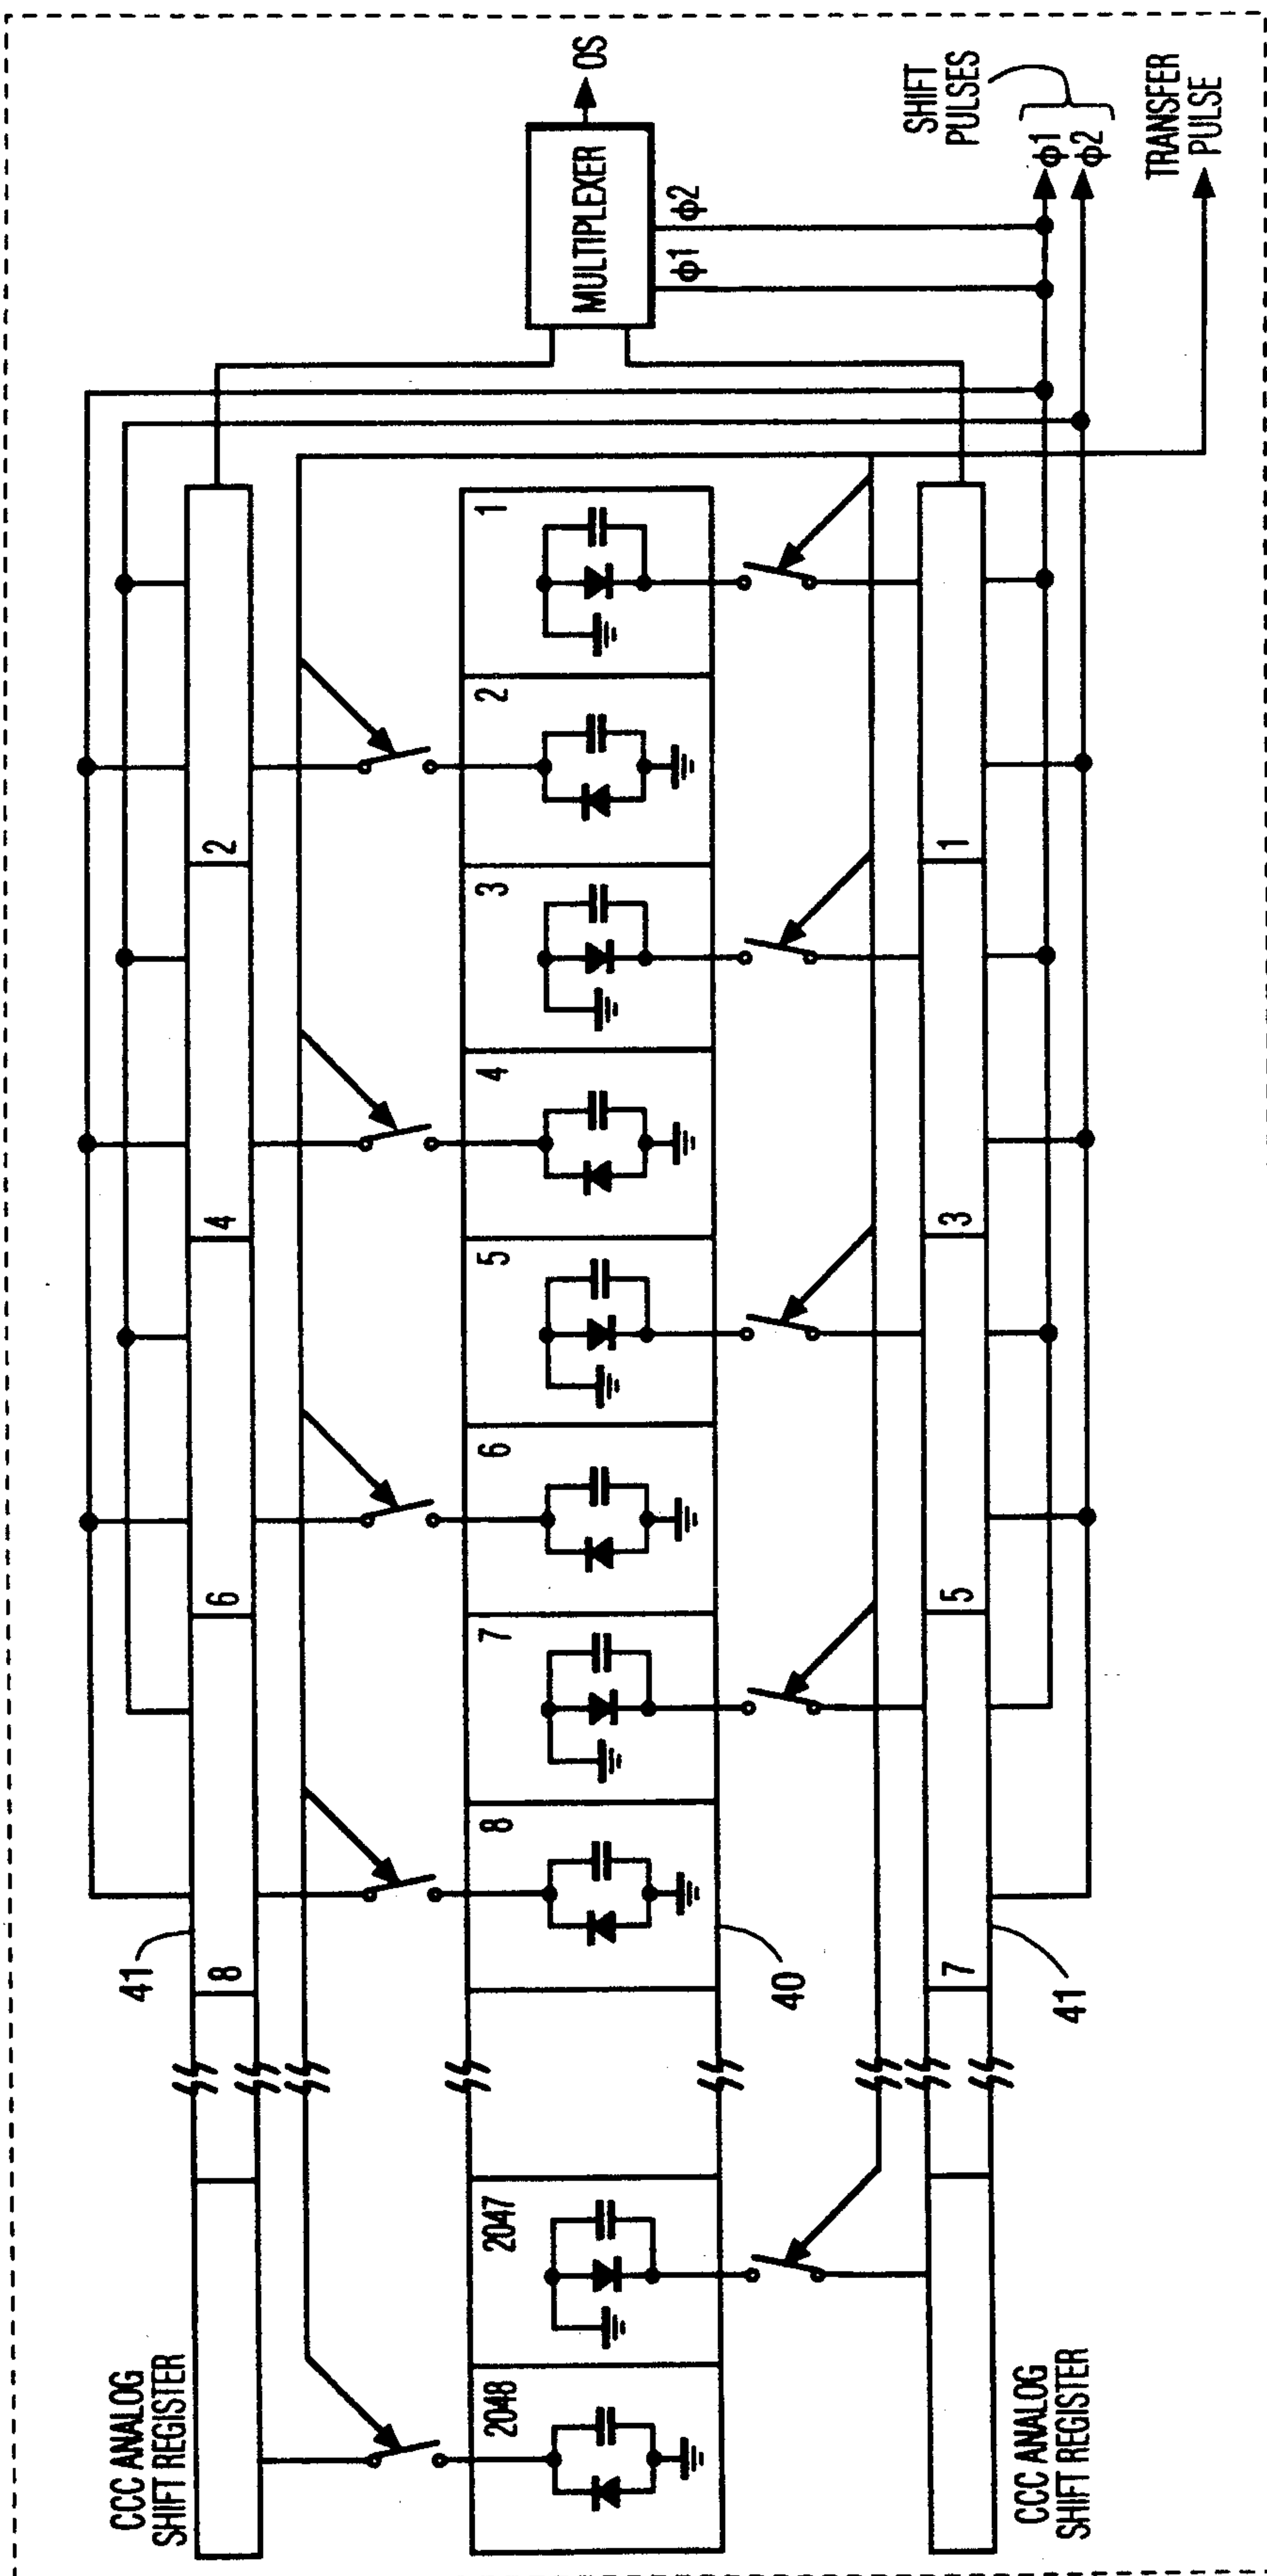 CCC ANALOG
SHIFT REGISTER
41
8
6
4
2
2048
2047
8
7
6
5
4
3
2
1
40
MULTIPLEXER
OS
ϕ1
ϕ2
CCC ANALOG
SHIFT REGISTER
7
5
3
1
41
SHIFT
PULSES
ϕ1
ϕ2
TRANSFER
PULSE